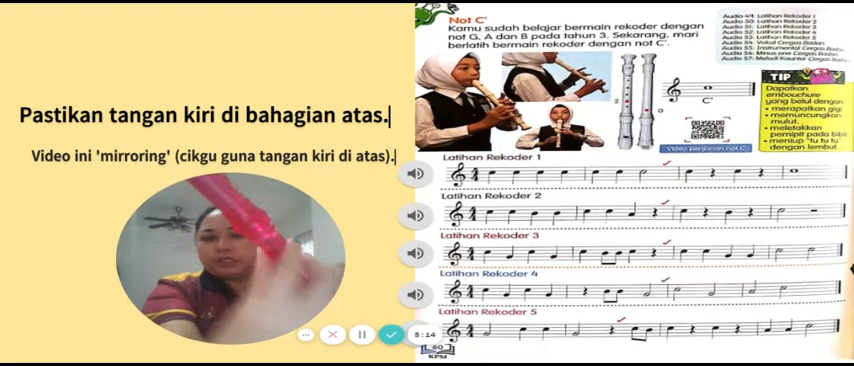 Pastikan tangan kiri di bahagian atas.
Video ini 'mirroring' (cikgu guna tangan kiri di atas).
5:14
Not C'
Kamu sudah belajar bermain rekoder dengan
not G, A dan B pada tahun 3. Sekarang, mari
berlatih bermain rekoder dengan not C'.
Audio 49: Latihan Rekoder 1
Audio 50: Latihan Rekoder 2
Audio 51: Latihan Rekoder 3
Audio 52: Latihan Rekoder 4
Audio 53: Latihan Rekoder 5
Audio 54: Vokal Cergas Badan
Audio 55: Instrumental Cergas Badan
Audio 56: Minus one Cergas Badan
Audio 57: Melodi Kaunter Cergas Badan
C'
TIP
Dapatkan
embouchure
yang betul dengan
• merapatkan gigi.
• memuncungkan
mulut.
• meletakkan
pemipit pada bibir
• meniup "tu tu tu"
dengan lembut.
Video penjarian not C'
Latihan Rekoder 1
Latihan Rekoder 2
Latihan Rekoder 3
Latihan Rekoder 4
Latihan Rekoder 5
60
KPM